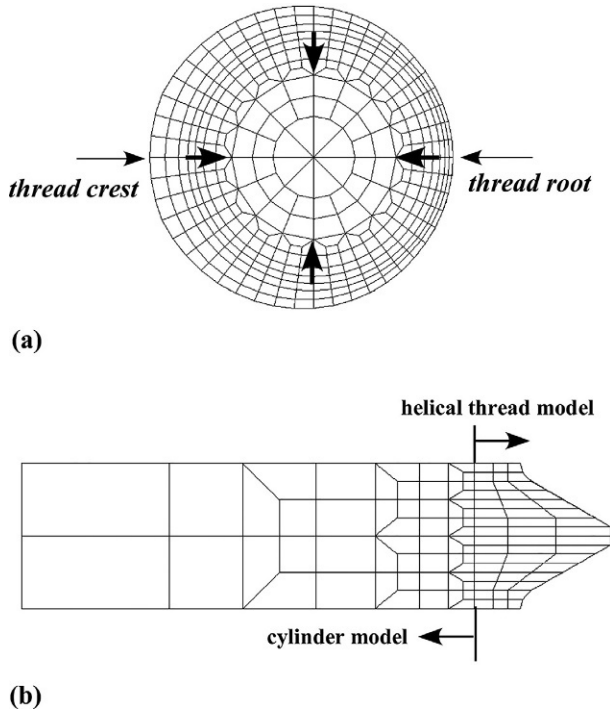 thread crest
thread root
(a)
helical thread model
cylinder model
(b)